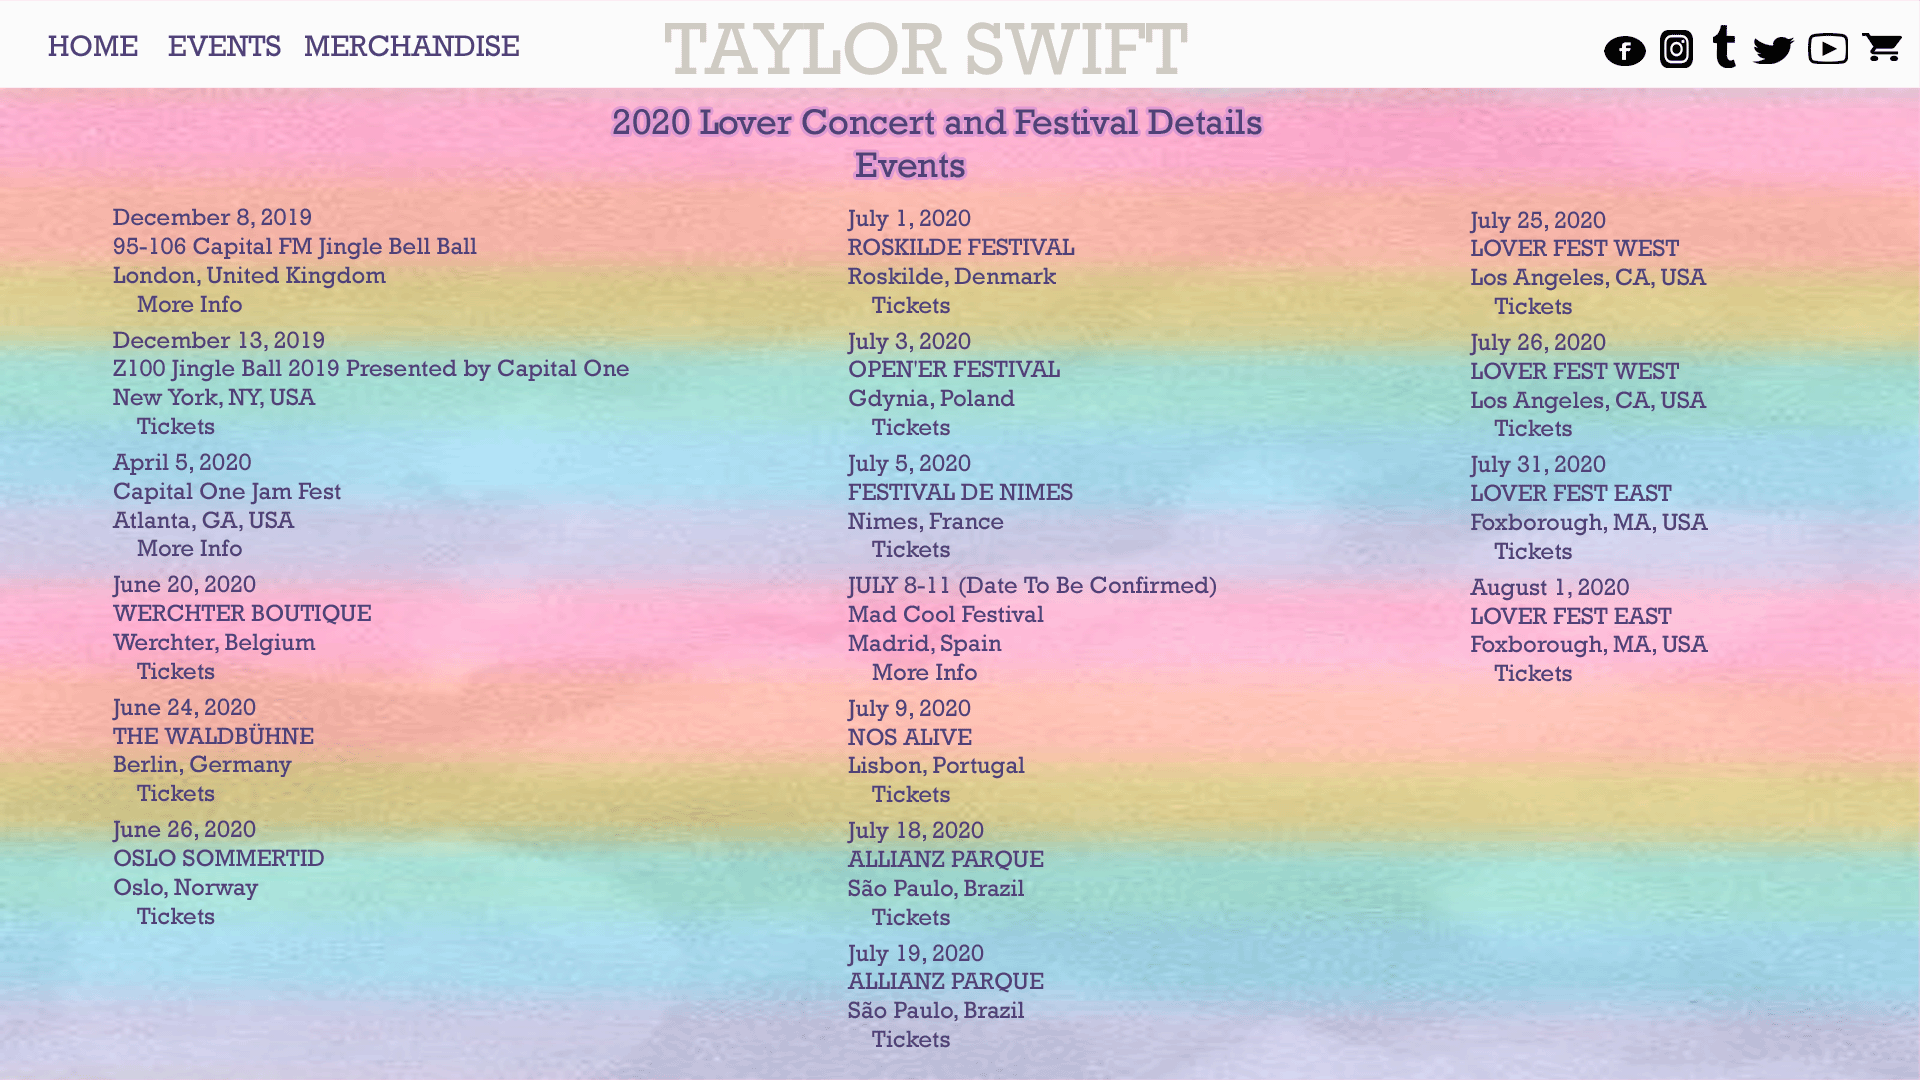 HOME EVENTS MERCHANDISE
TAYLOR SWIFT
2020 Lover Concert and Festival Details
Events
December 8, 2019
95-106 Capital FM Jingle Bell Ball
London, United Kingdom
More Info
December 13, 2019
Z100 Jingle Ball 2019 Presented by Capital One
New York, NY, USA
Tickets
April 5, 2020
Capital One Jam Fest
Atlanta, GA, USA
More Info
June 20, 2020
WERCHTER BOUTIQUE
Werchter, Belgium
Tickets
June 24, 2020
THE WALDBÜHNE
Berlin, Germany
Tickets
June 26, 2020
OSLO SOMMERTID
Oslo, Norway
Tickets
July 1, 2020
ROSKILDE FESTIVAL
Roskilde, Denmark
Tickets
July 3, 2020
OPEN'ER FESTIVAL
Gdynia, Poland
Tickets
July 5, 2020
FESTIVAL DE NIMES
Nimes, France
Tickets
JULY 8-11 (Date To Be Confirmed)
Mad Cool Festival
Madrid, Spain
More Info
July 9, 2020
NOS ALIVE
Lisbon, Portugal
Tickets
July 18, 2020
ALLIANZ PARQUE
São Paulo, Brazil
Tickets
July 19, 2020
ALLIANZ PARQUE
São Paulo, Brazil
Tickets
July 25, 2020
LOVER FEST WEST
Los Angeles, CA, USA
Tickets
July 26, 2020
LOVER FEST WEST
Los Angeles, CA, USA
Tickets
July 31, 2020
LOVER FEST EAST
Foxborough, MA, USA
Tickets
August 1, 2020
LOVER FEST EAST
Foxborough, MA, USA
Tickets